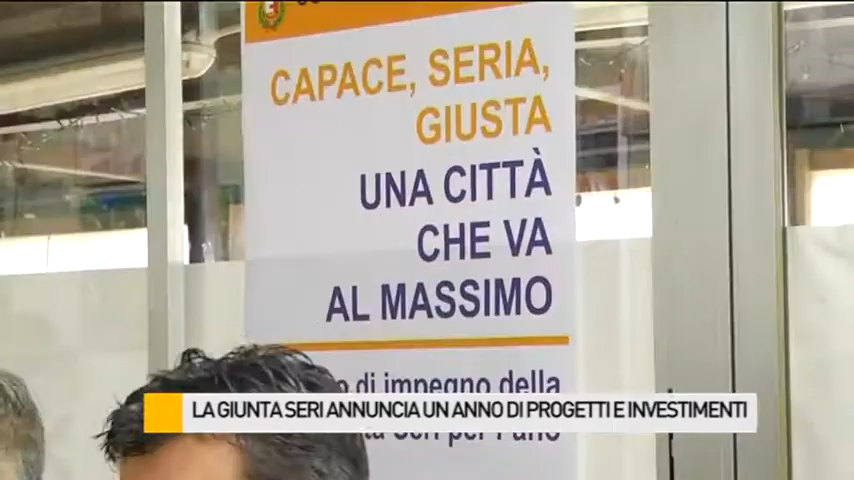 CAPACE, SERIA,
GIUSTA
UNA CITTÀ
CHE VA
AL MASSIMO
di impegno della
LA GIUNTA SERI ANNUNCIA UN ANNO DI PROGETTI E INVESTIMENTI